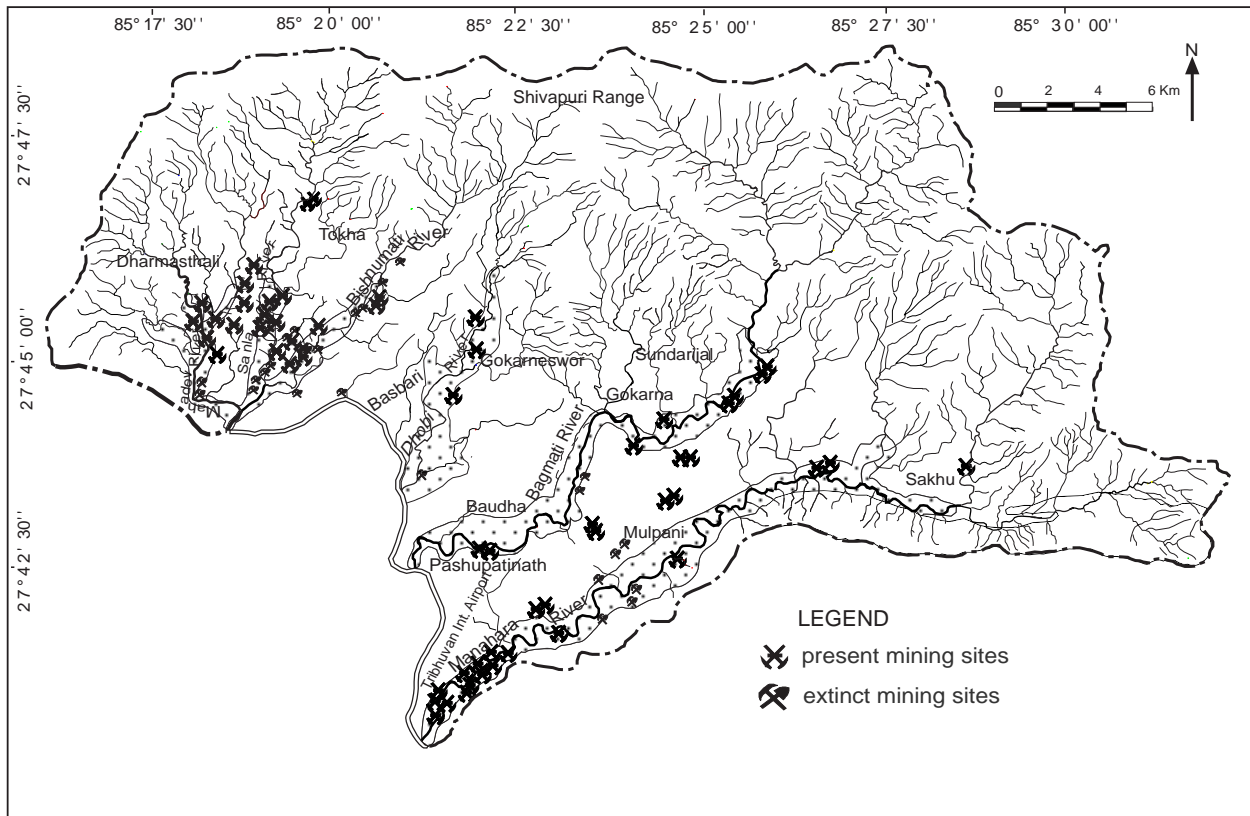 85° 17' 30'' 85° 20' 00'' 85° 22' 30'' 85° 25' 00'' 85° 27' 30'' 85° 30' 00''
N
0 2 4 6 Km
27° 47' 30''
Shivapuri Range
Tokha
Bishnumati River
Dharmasthali
27° 45' 00''
Gokarneswor
Sundarijal
Basbari
Dhobi
Gokarna
Bagmati River
Sakhu
Baudha
Mulpani
27° 42' 30''
Pashupatinath
Tribhuvan Int. Airport
Manahara River
LEGEND
present mining sites
extinct mining sites